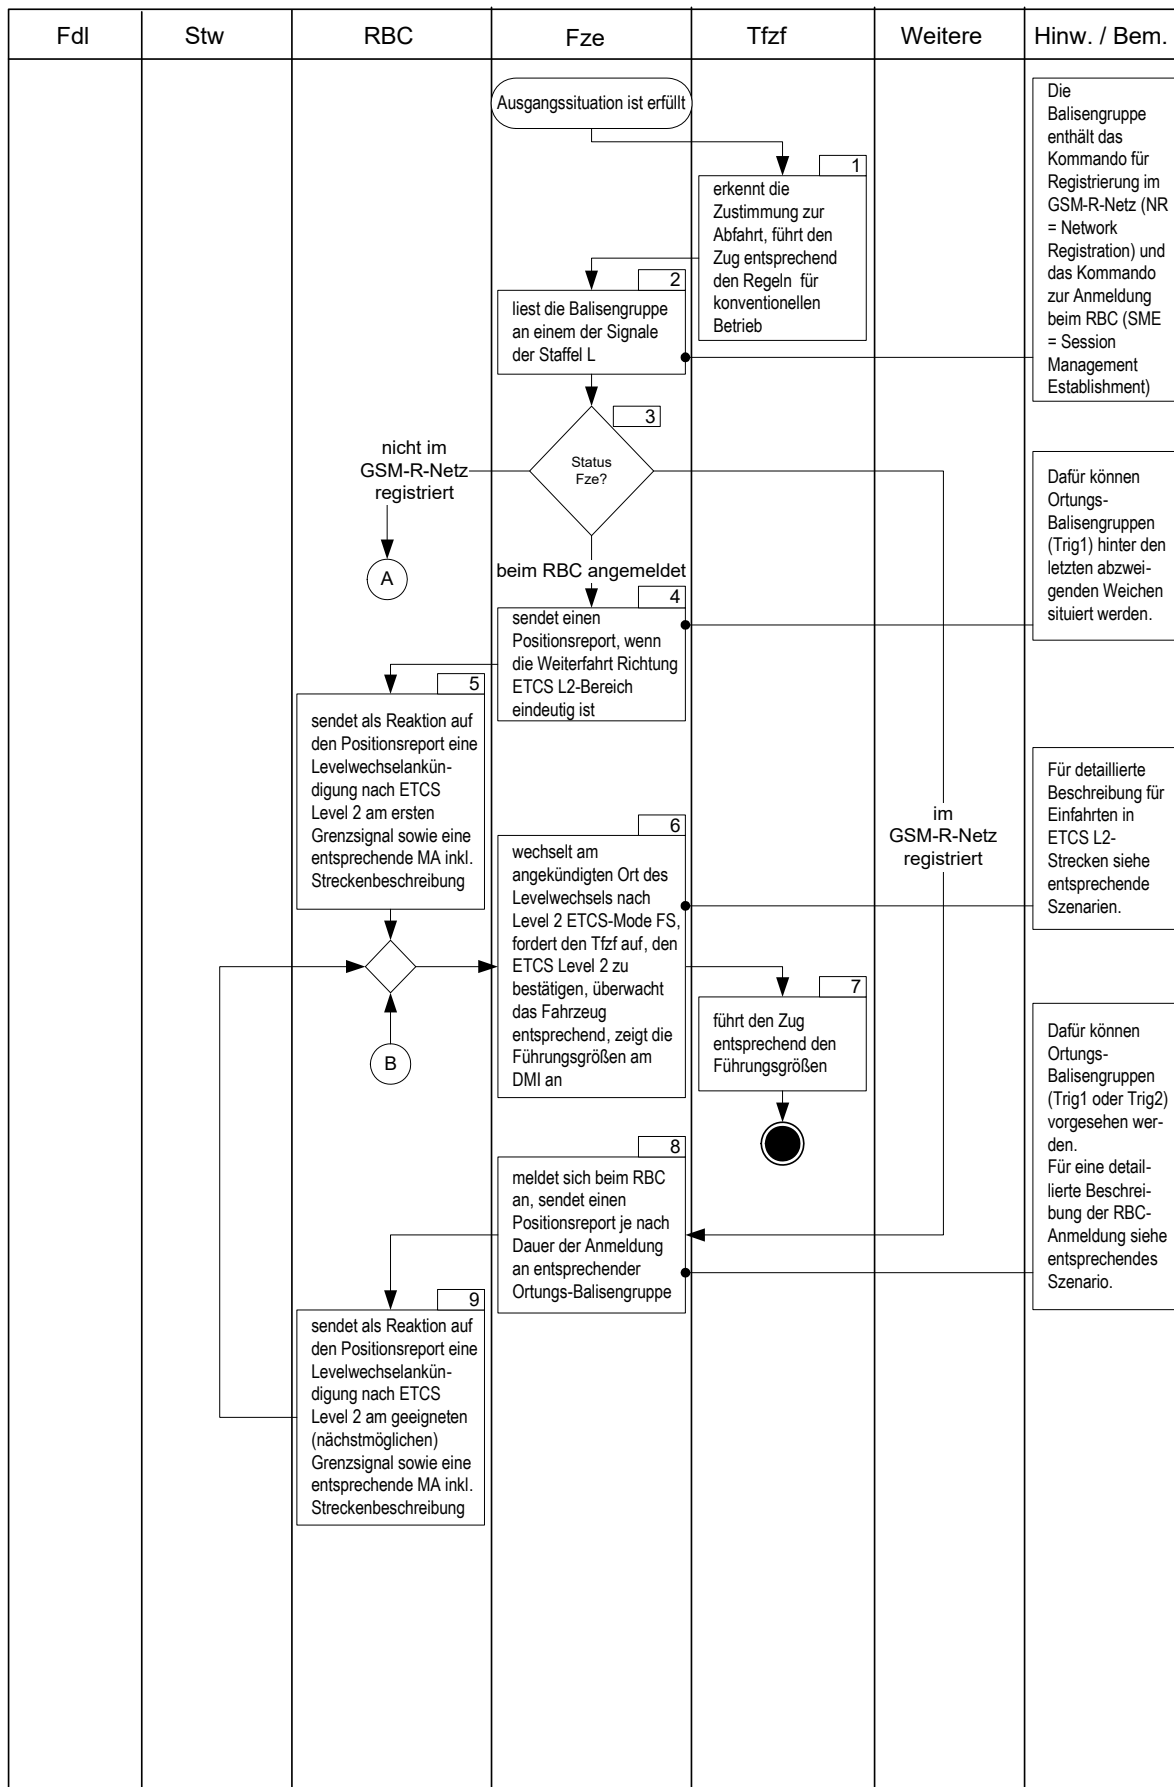 Fdl
Stw
RBC
Fze
Tfzf
Weitere
Hinw. / Bem.
Ausgangssituation ist erfüllt
1
erkennt die
Zustimmung zur
Abfahrt, führt den
Zug entsprechend
den Regeln für
konventionellen
Betrieb
Die
Balisengruppe
enthält das
Kommando für
Registrierung im
GSM-R-Netz (NR
= Network
Registration) und
das Kommando
zur Anmeldung
beim RBC (SME
= Session
Management
Establishment)
2
liest die Balisengruppe
an einem der Signale
der Staffel L
3
Status
Fze?
nicht im
GSM-R-Netz
registriert
A
beim RBC angemeldet
4
sendet einen
Positionsreport, wenn
die Weiterfahrt Richtung
ETCS L2-Bereich
eindeutig ist
Dafür können
Ortungs-
Balisengruppen
(Trig1) hinter den
letzten abzwei-
genden Weichen
situiert werden.
5
sendet als Reaktion auf
den Positionsreport eine
Levelwechselankün-
digung nach ETCS
Level 2 am ersten
Grenzsignal sowie eine
entsprechende MA inkl.
Streckenbeschreibung
6
wechselt am
angekündigten Ort des
Levelwechsels nach
Level 2 ETCS-Mode FS,
fordert den Tfzf auf, den
ETCS Level 2 zu
bestätigen, überwacht
das Fahrzeug
entsprechend, zeigt die
Führungsgrößen am
DMI an
im
GSM-R-Netz
registriert
Für detaillierte
Beschreibung für
Einfahrten in
ETCS L2-
Strecken siehe
entsprechende
Szenarien.
B
7
führt den Zug
entsprechend den
Führungsgrößen
Dafür können
Ortungs-
Balisengruppen
(Trig1 oder Trig2)
vorgesehen wer-
den.
Für eine detail-
lierte Beschrei-
bung der RBC-
Anmeldung siehe
entsprechendes
Szenario.
8
meldet sich beim RBC
an, sendet einen
Positionsreport je nach
Dauer der Anmeldung
an entsprechender
Ortungs-Balisengruppe
9
sendet als Reaktion auf
den Positionsreport eine
Levelwechselankün-
digung nach ETCS
Level 2 am geeigneten
(nächstmöglichen)
Grenzsignal sowie eine
entsprechende MA inkl.
Streckenbeschreibung